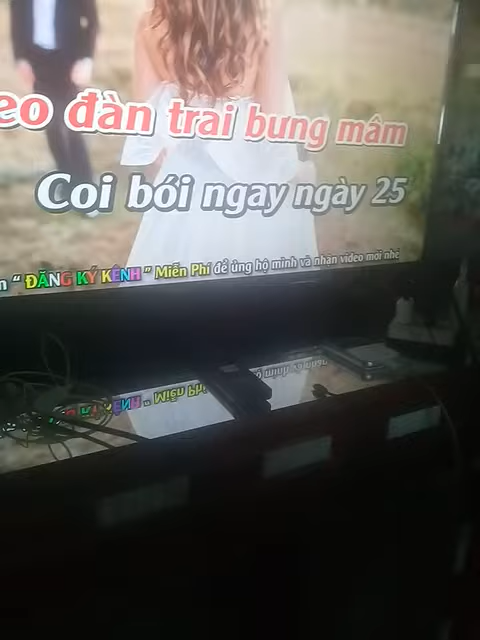 eo đàn trai bưng mâm
Coi bói ngay ngày 25
n “ ĐĂNG KÝ KÊNH ” Miễn Phí để ủng hộ mình và nhận video mới nhé